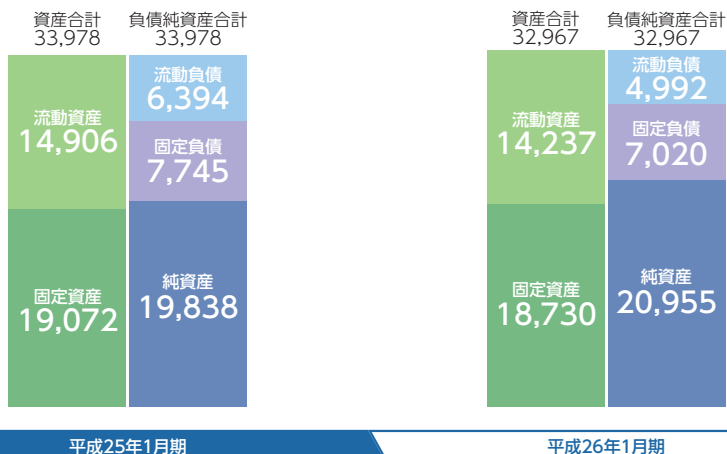 資産合計
33,978
負債純資産合計
33,978
流動資産
14,906
固定資産
19,072
流動負債
6,394
固定負債
7,745
純資産
19,838
平成25年1月期
資産合計
32,967
負債純資産合計
32,967
流動資産
14,237
固定資産
18,730
流動負債
4,992
固定負債
7,020
純資産
20,955
平成26年1月期